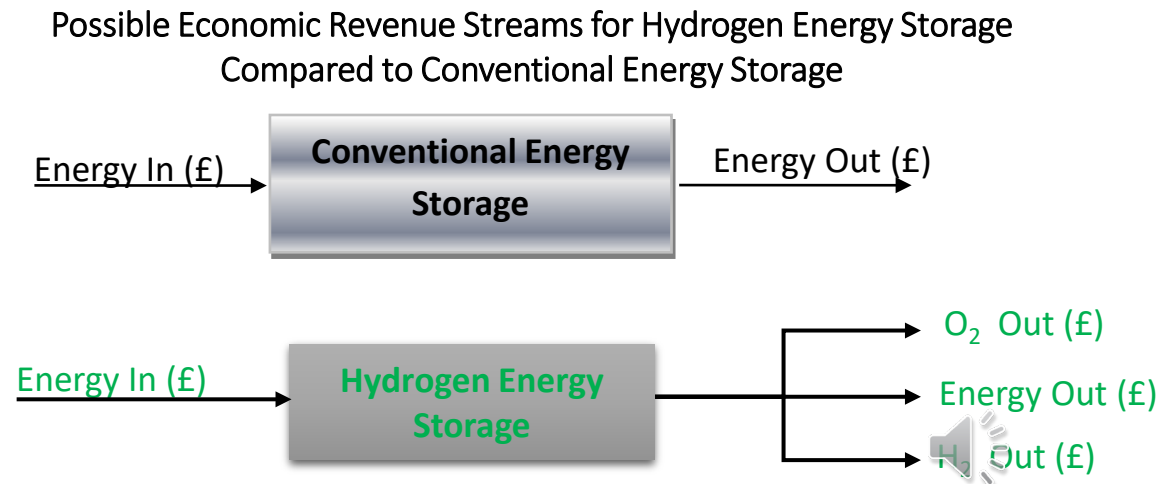 Possible Economic Revenue Streams for Hydrogen Energy Storage
Compared to Conventional Energy Storage
Energy In (£)
Conventional Energy
Storage
Energy Out (£)
O₂ Out (£)
Energy In (£)
Hydrogen Energy
Storage
Energy Out (£)
H₂ Out (£)